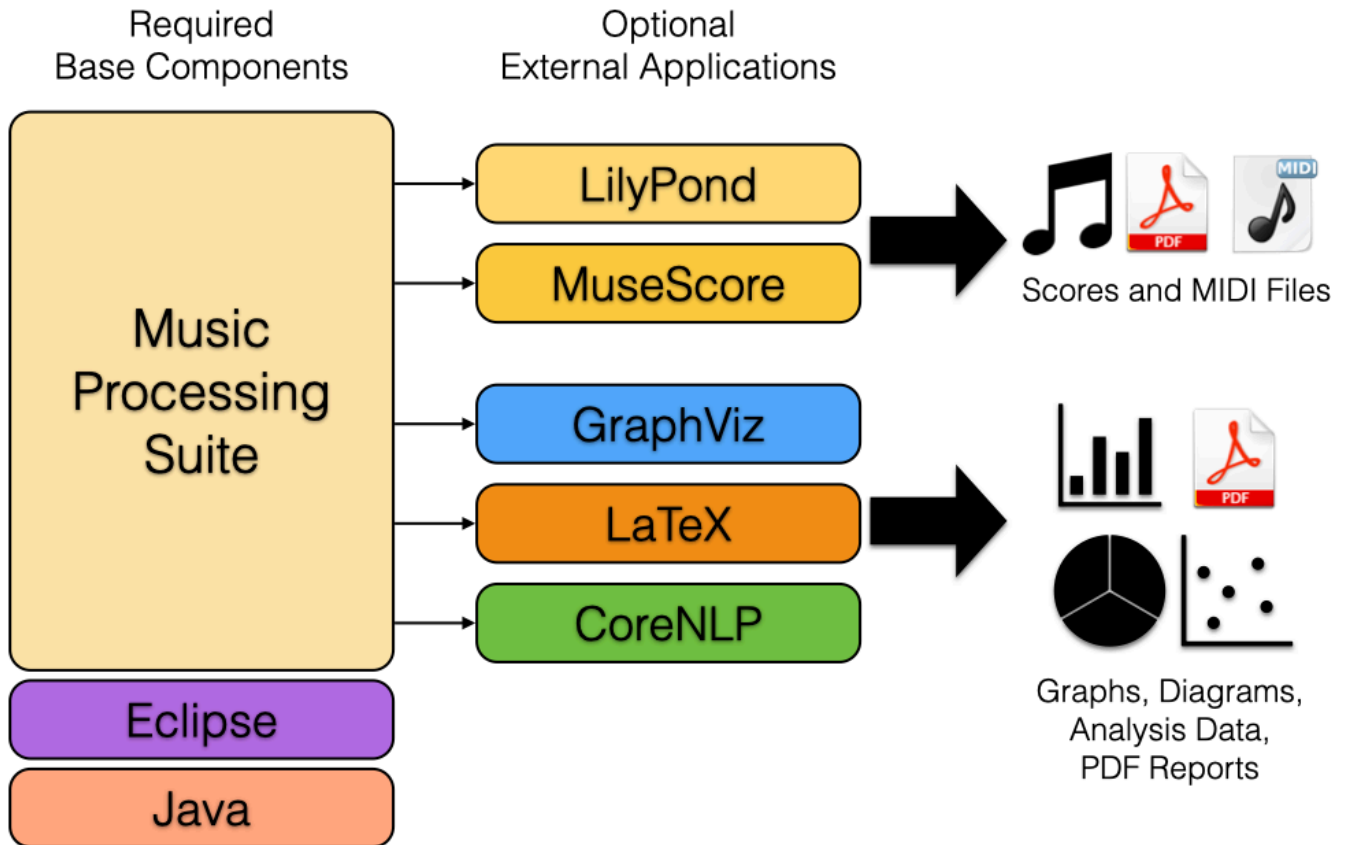 Required
Base Components
Optional
External Applications
Music
Processing
Suite
Eclipse
Java
LilyPond
MuseScore
GraphViz
LaTeX
CoreNLP
PDF
MIDI
Scores and MIDI Files
PDF
Graphs, Diagrams,
Analysis Data,
PDF Reports